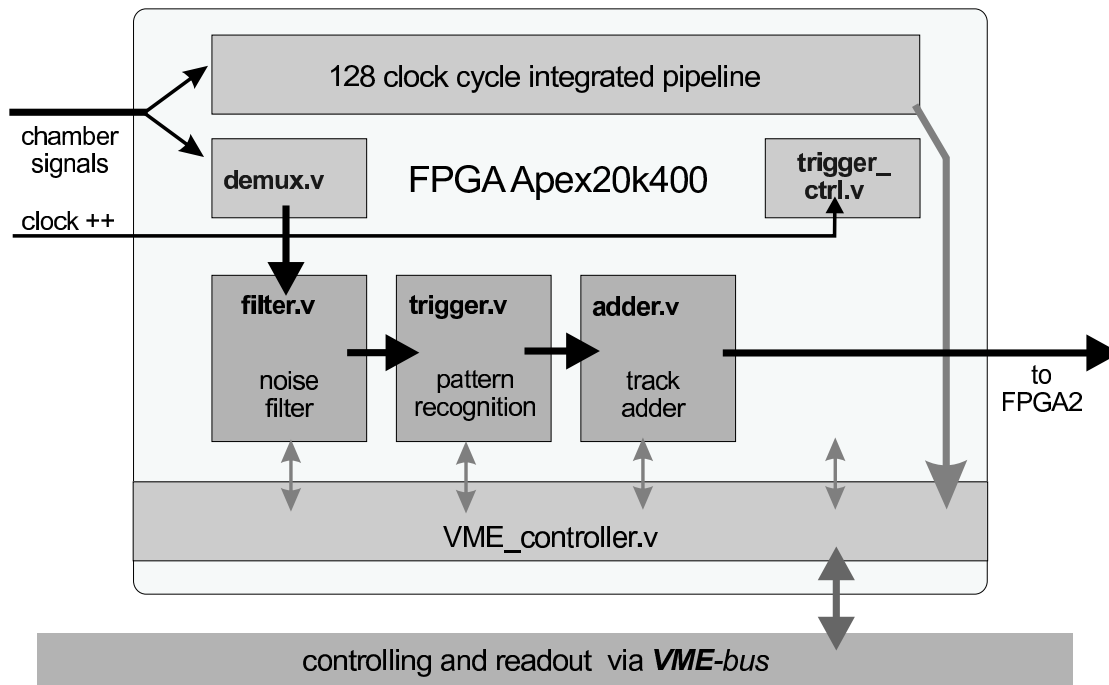 128 clock cycle integrated pipeline
chamber
signals
demux.v
FPGA Apex20k400
trigger_
ctrl.v
clock ++
filter.v
trigger.v
adder.v
noise
filter
pattern
recognition
track
adder
to
FPGA2
VME_controller.v
controlling and readout via VME-bus